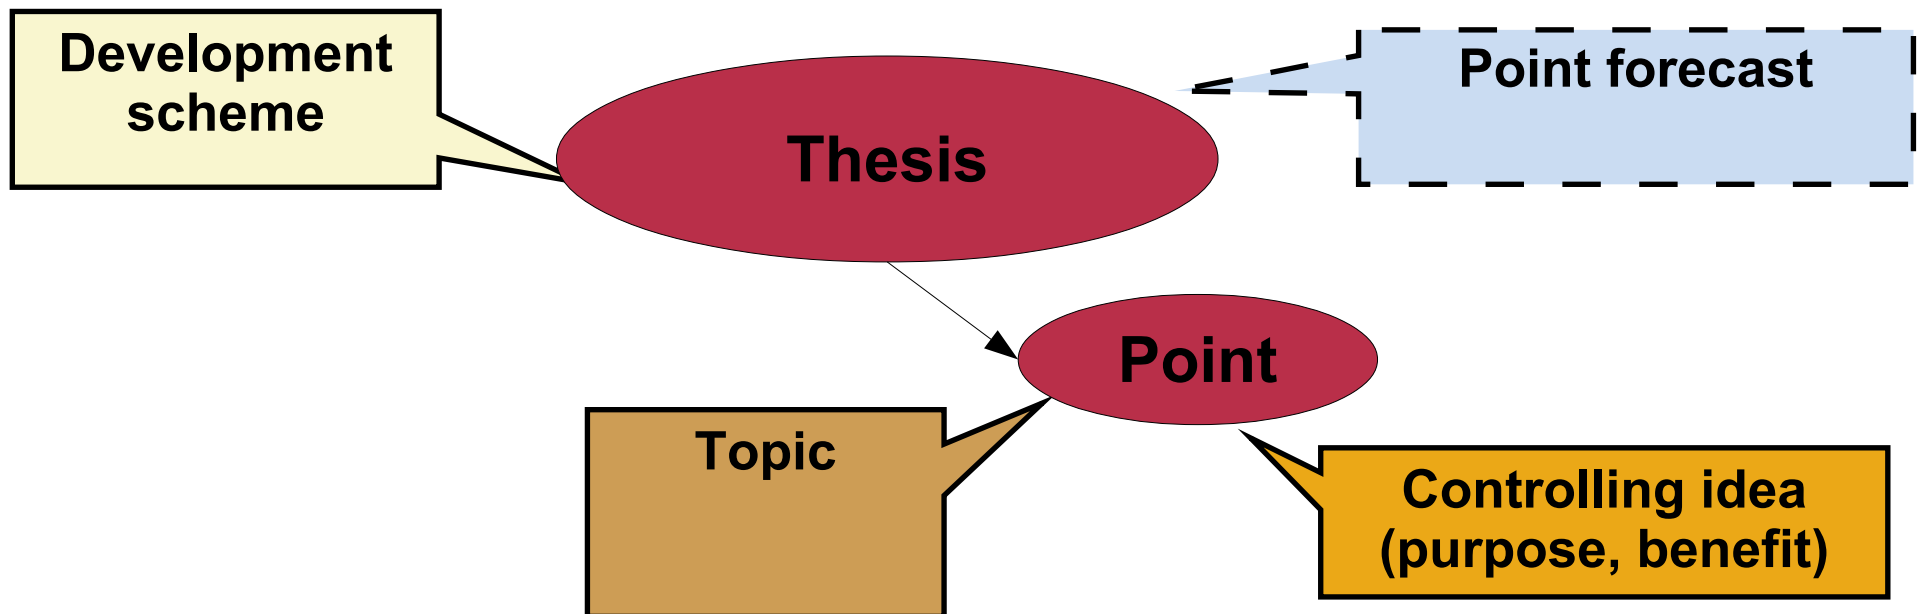 Development
scheme
Point forecast
Thesis
Point
Topic
Controlling idea
(purpose, benefit)